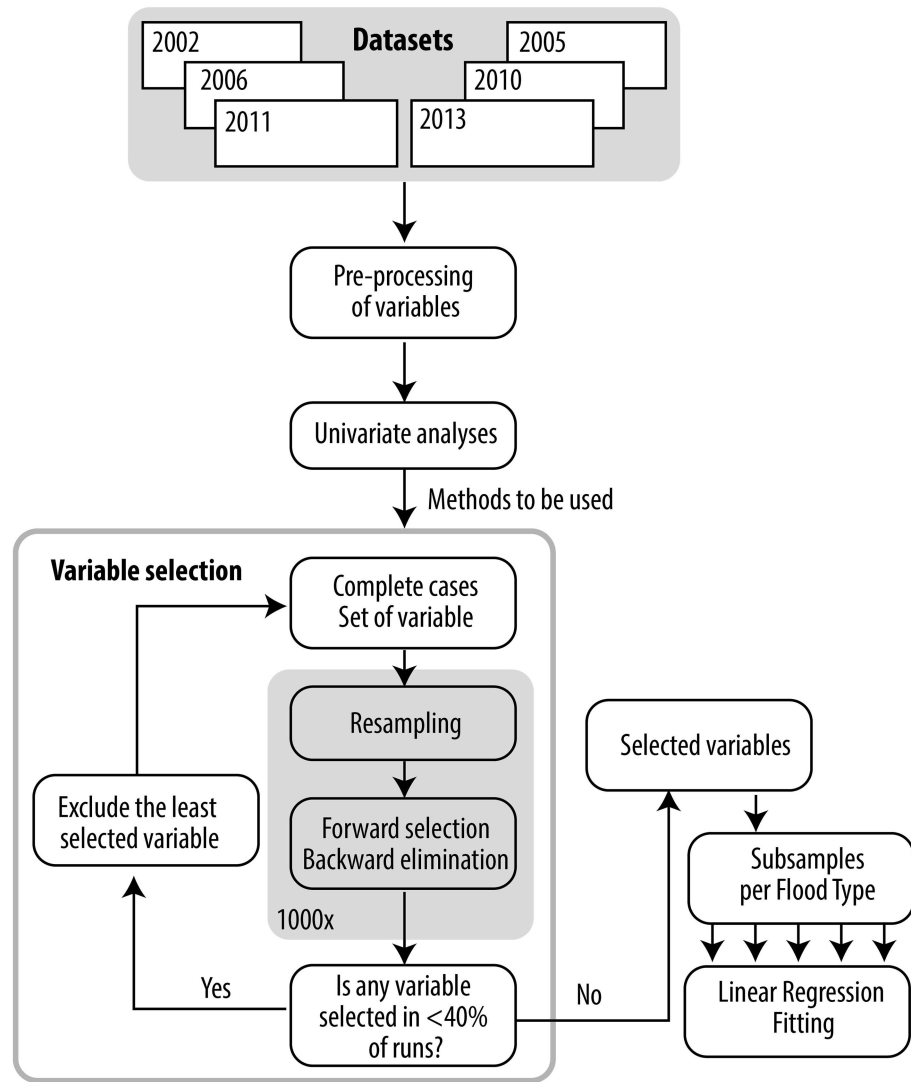 Datasets
2002
2005
2006
2010
2011
2013
Pre-processing
of variables
Univariate analyses
Methods to be used
Variable selection
Complete cases
Set of variable
Resampling
Forward selection
Backward elimination
1000x
Exclude the least
selected variable
Yes
Is any variable
selected in <40%
of runs?
No
Selected variables
Subsamples
per Flood Type
Linear Regression
Fitting